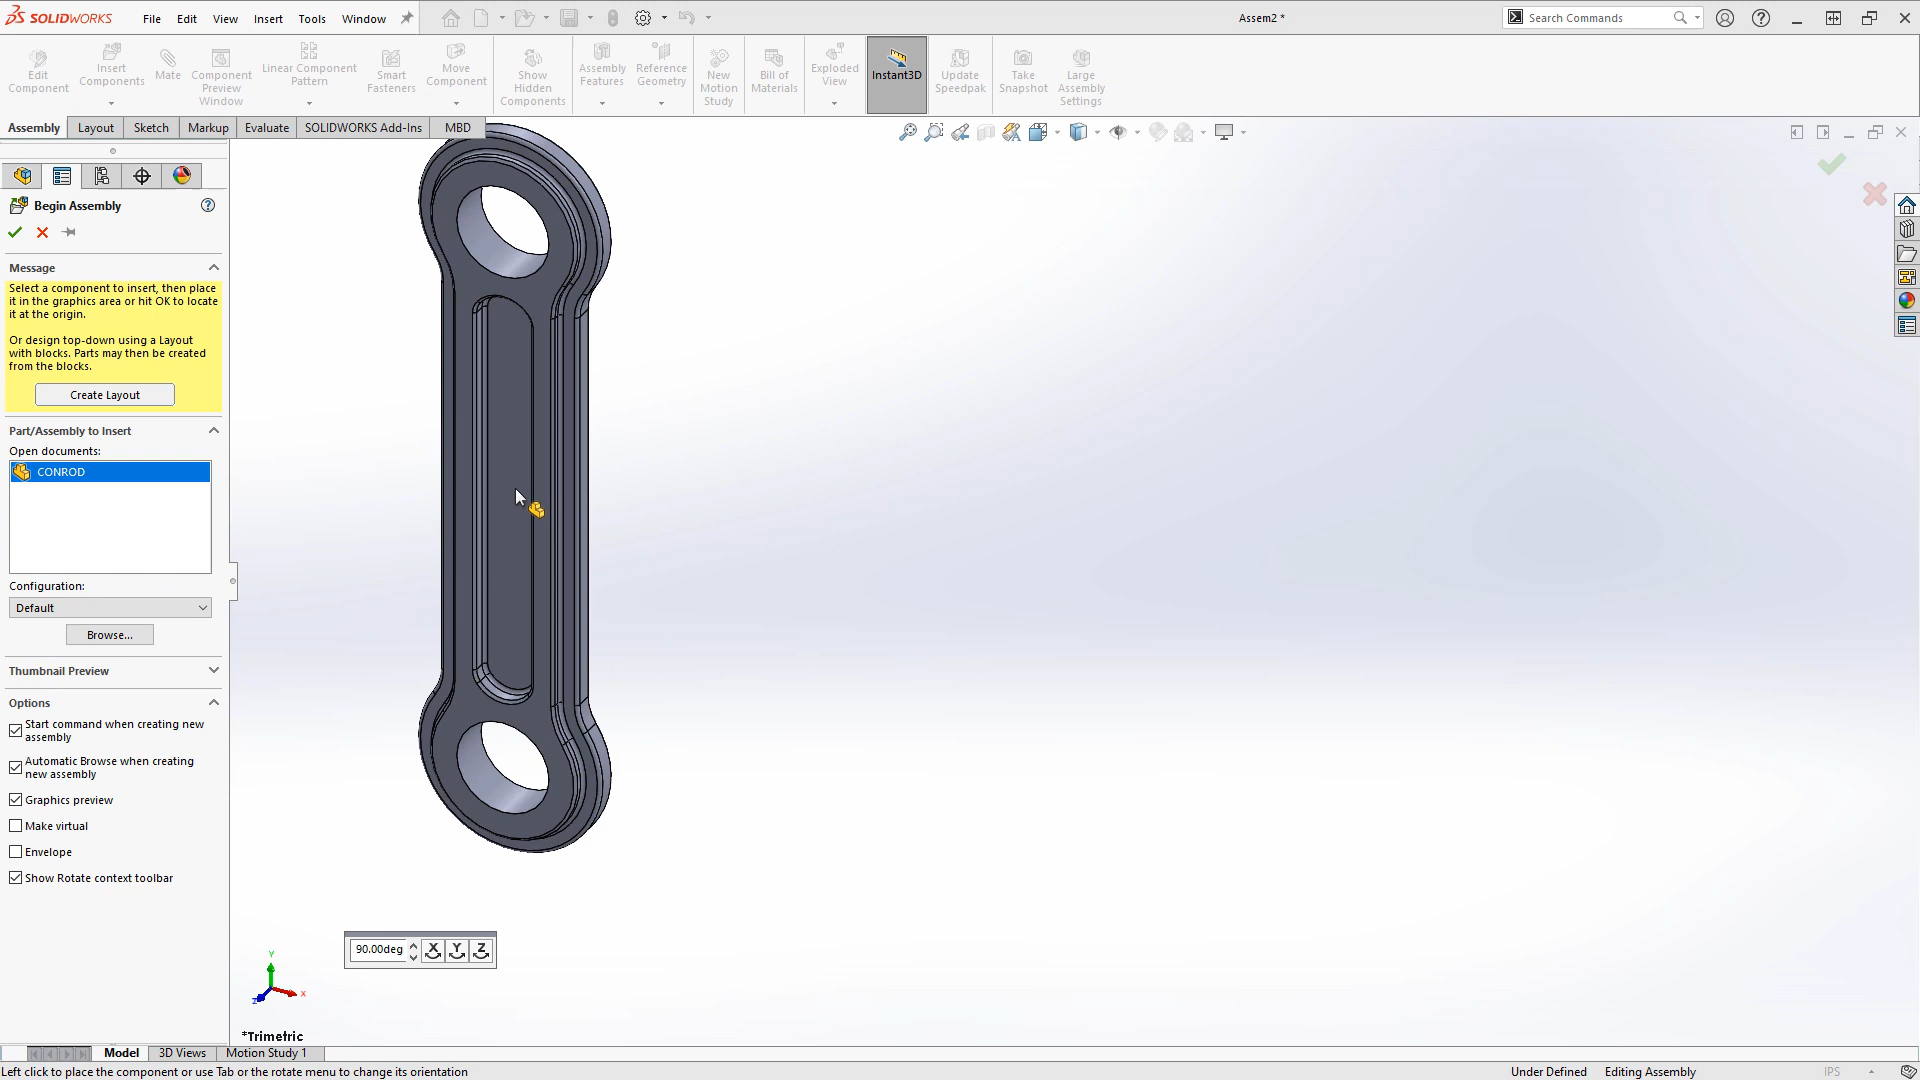 SOLIDWORKS
File
Edit
View
Insert
Tools
Window
Assem2 *
Search Commands
Edit
Component
Insert
Components
Mate
Component
Preview
Window
Linear Component
Pattern
Smart
Fasteners
Move
Component
Show
Hidden
Components
Assembly
Features
Reference
Geometry
New
Motion
Study
Bill of
Materials
Exploded
View
Instant3D
Update
Speedpak
Take
Snapshot
Large
Assembly
Settings
Assembly
Layout
Sketch
Markup
Evaluate
SOLIDWORKS Add-Ins
MBD
Begin Assembly
Message
Select a component to insert, then place
it in the graphics area or hit OK to locate
it at the origin.
Or design top-down using a Layout
with blocks. Parts may then be created
from the blocks.
Create Layout
Part/Assembly to Insert
Open documents:
CONROD
Configuration:
Default
Browse...
Thumbnail Preview
Options
Start command when creating new
assembly
Automatic Browse when creating
new assembly
Graphics preview
Make virtual
Envelope
Show Rotate context toolbar
90.00deg
X
Y
Z
Y
X
Z
*Trimetric
Model
3D Views
Motion Study 1
Left click to place the component or use Tab or the rotate menu to change its orientation
Under Defined
Editing Assembly
IPS